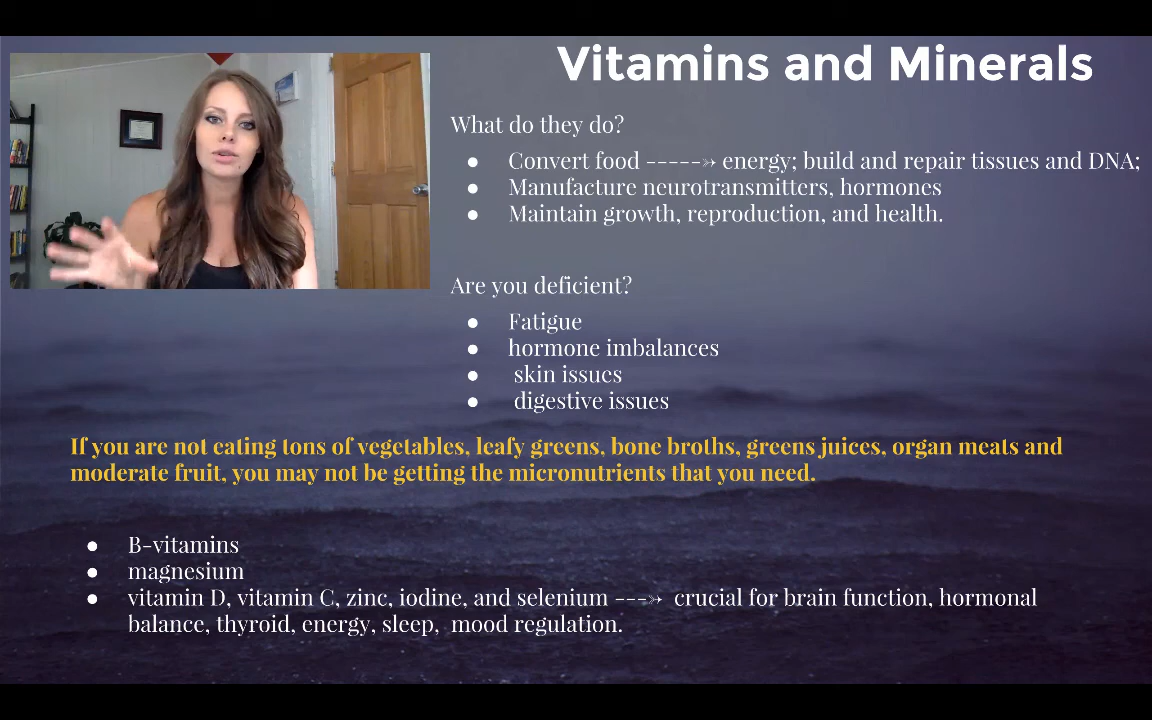 Vitamins and Minerals
What do they do?
● Convert food -----» energy; build and repair tissues and DNA;
● Manufacture neurotransmitters, hormones
● Maintain growth, reproduction, and health.
Are you deficient?
● Fatigue
● hormone imbalances
● skin issues
● digestive issues
If you are not eating tons of vegetables, leafy greens, bone broths, greens juices, organ meats and
moderate fruit, you may not be getting the micronutrients that you need.
● B-vitamins
● magnesium
● vitamin D, vitamin C, zinc, iodine, and selenium ---» crucial for brain function, hormonal
balance, thyroid, energy, sleep, mood regulation.